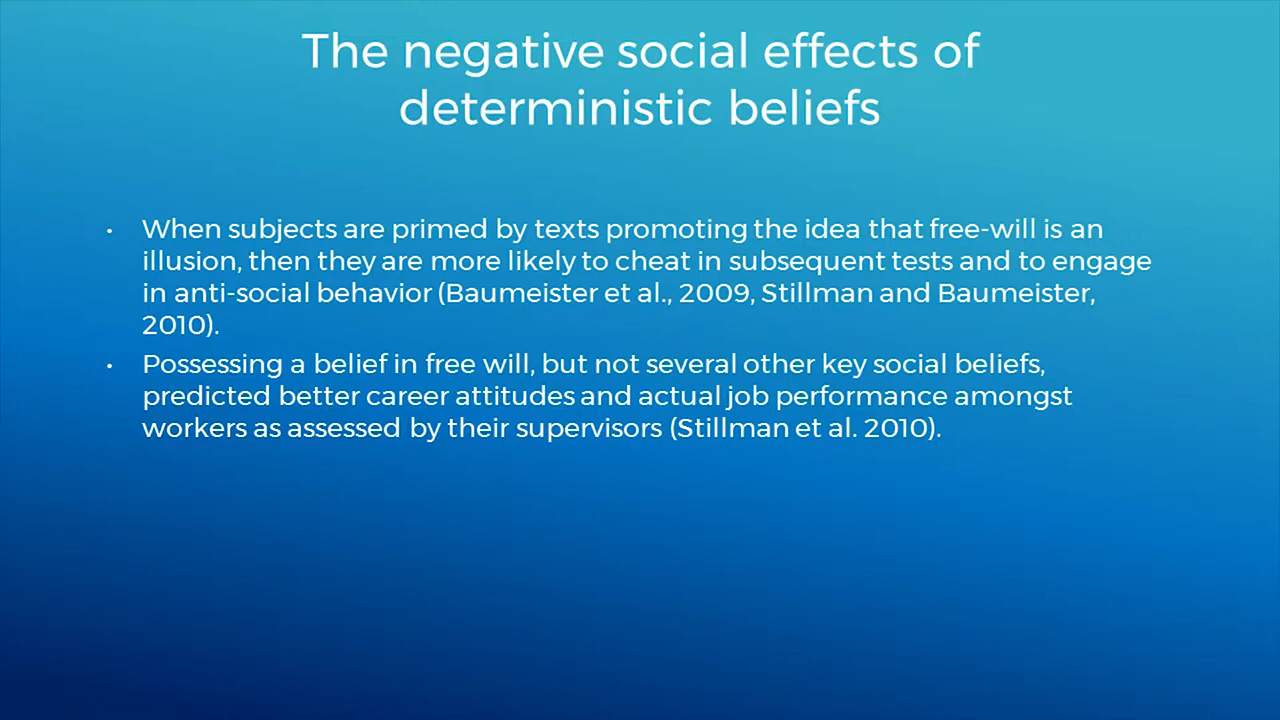 The negative social effects of
deterministic beliefs
• When subjects are primed by texts promoting the idea that free-will is an
illusion, then they are more likely to cheat in subsequent tests and to engage
in anti-social behavior (Baumeister et al., 2009, Stillman and Baumeister,
2010).
• Possessing a belief in free will, but not several other key social beliefs,
predicted better career attitudes and actual job performance amongst
workers as assessed by their supervisors (Stillman et al. 2010).